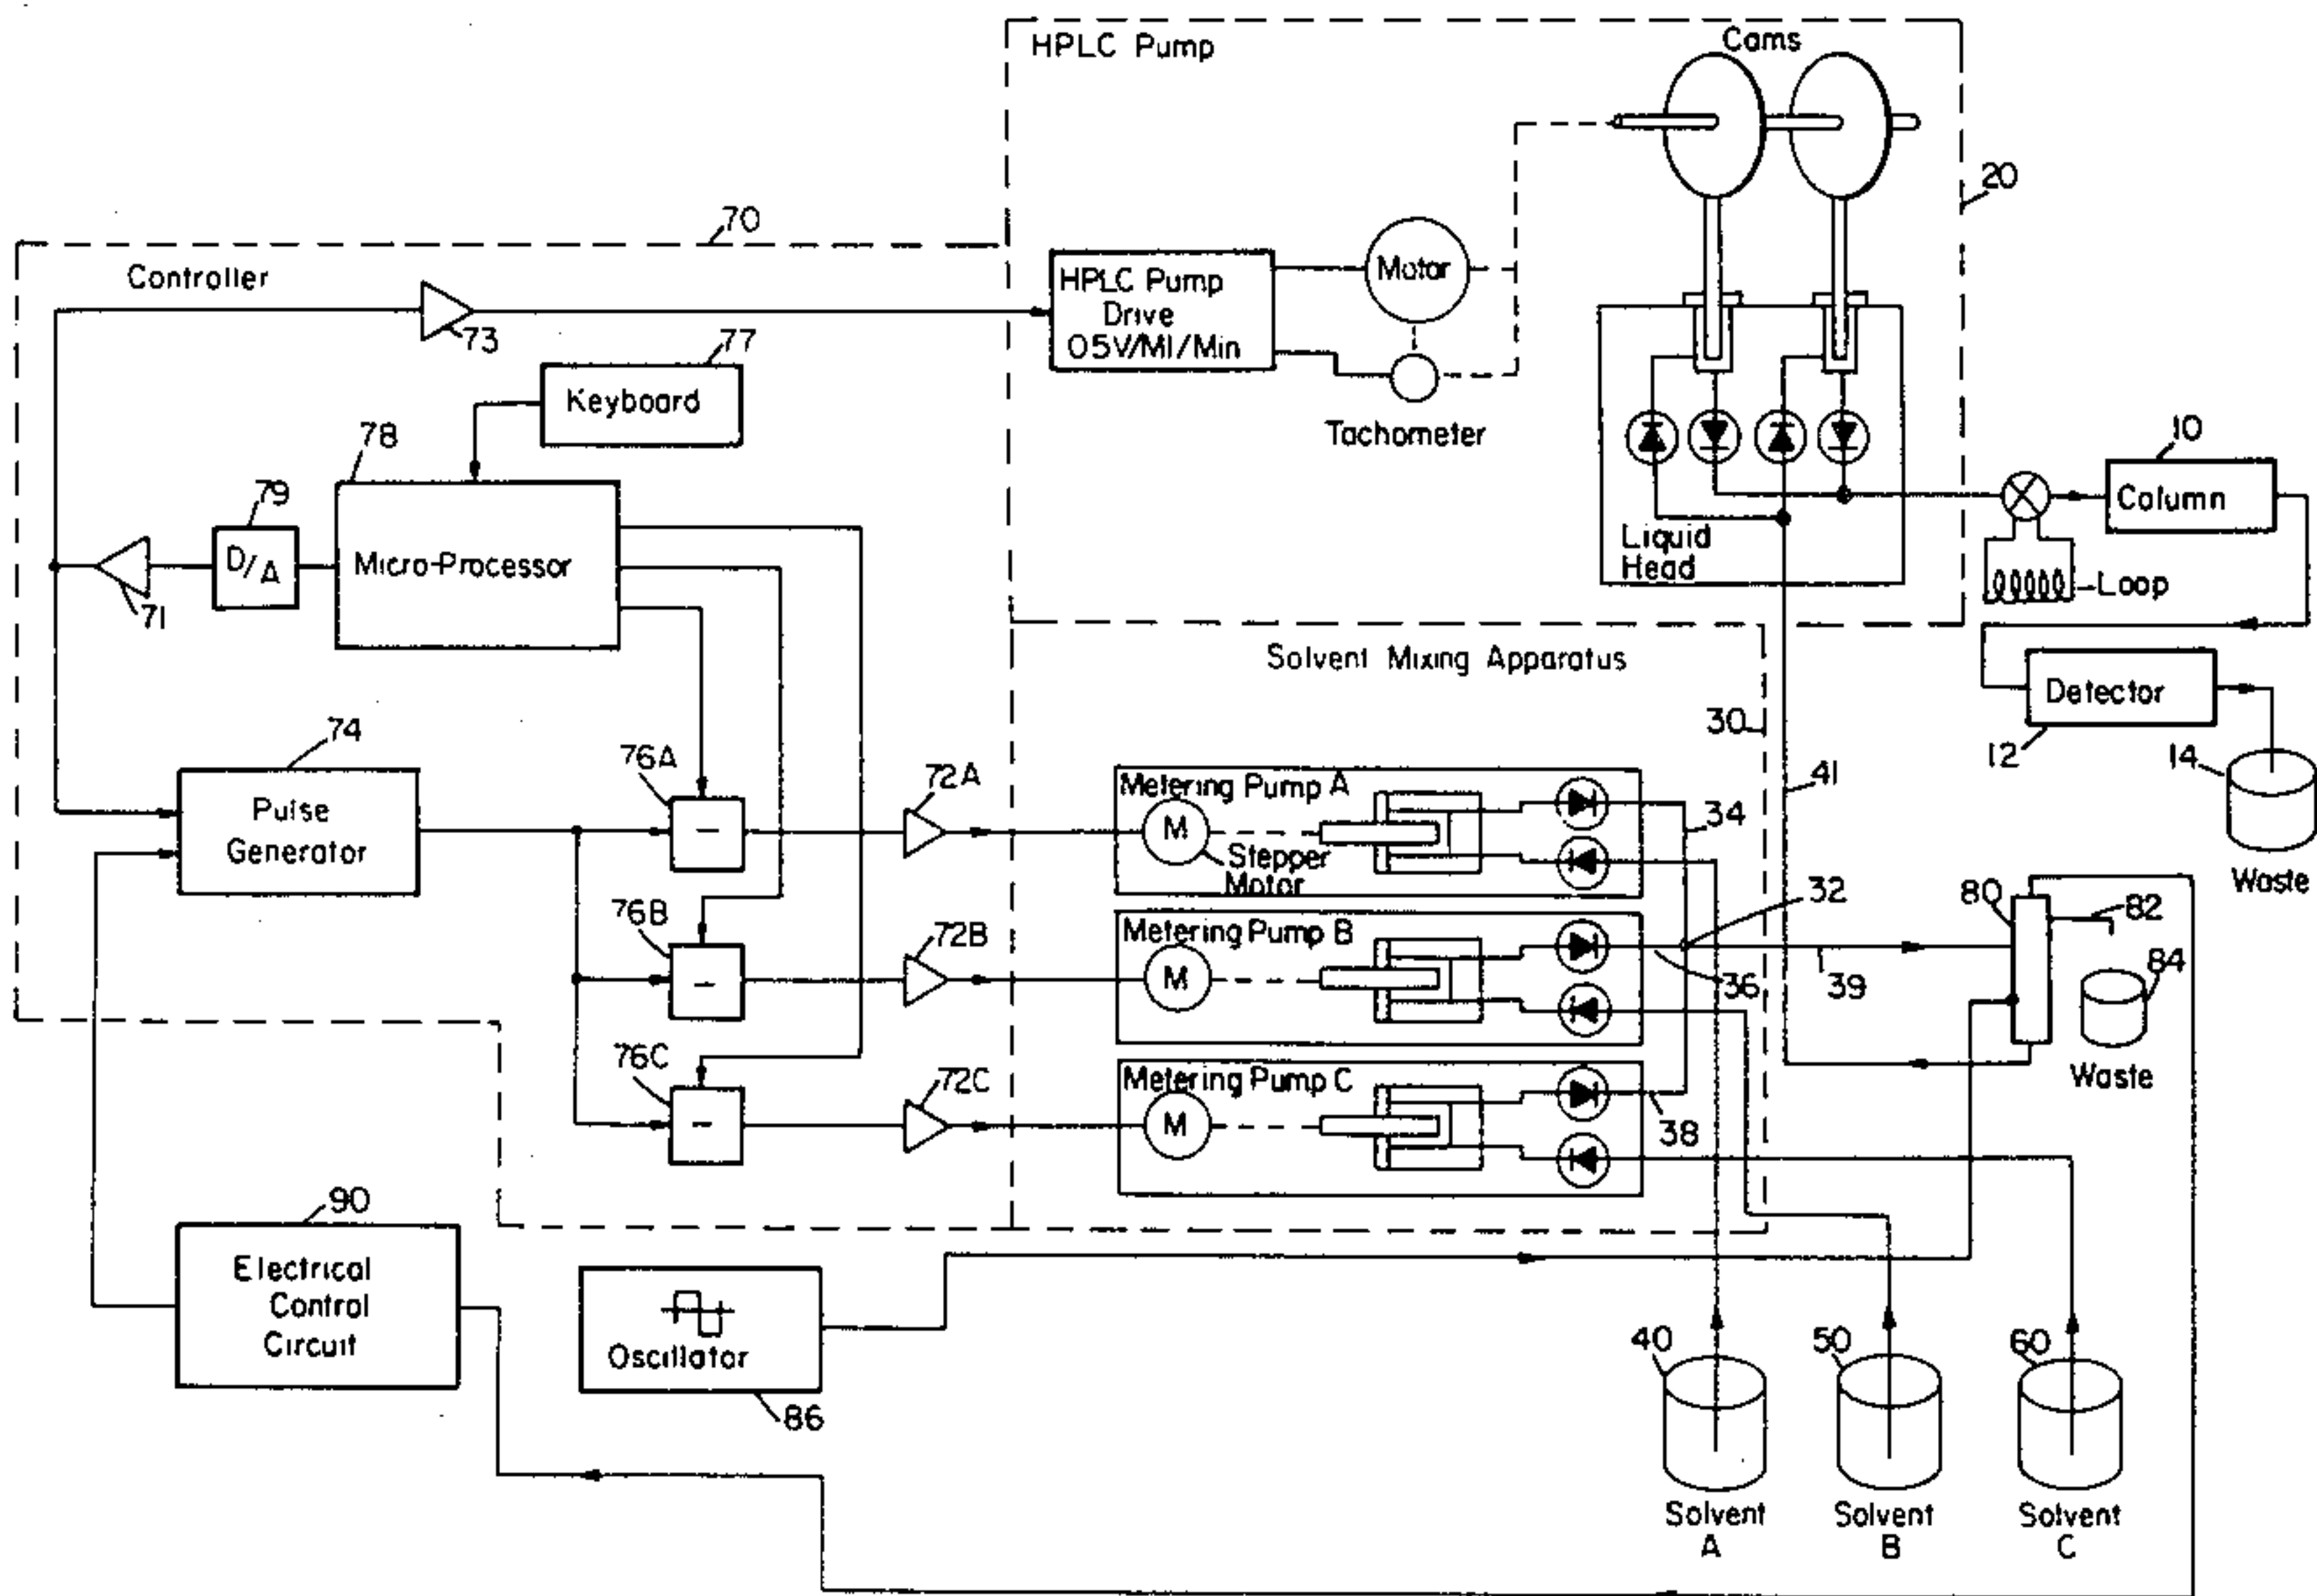 HPLC Pump
Cams
20
70
Controller
73
HPLC Pump
Drive
05V/Ml/Min
Motor
Tachometer
77
Keyboard
78
Micro-Processor
79
D/A
71
Liquid
Head
10
Column
Loop
Solvent Mixing Apparatus
30
Detector
12
14
Waste
74
Pulse
Generator
76A
–
72A
Metering Pump A
M
Stepper
Motor
34
41
32
76B
–
72B
Metering Pump B
M
36
39
80
82
84
Waste
76C
–
72C
Metering Pump C
M
38
90
Electrical
Control
Circuit
Oscillator
86
40
50
60
Solvent
A
Solvent
B
Solvent
C